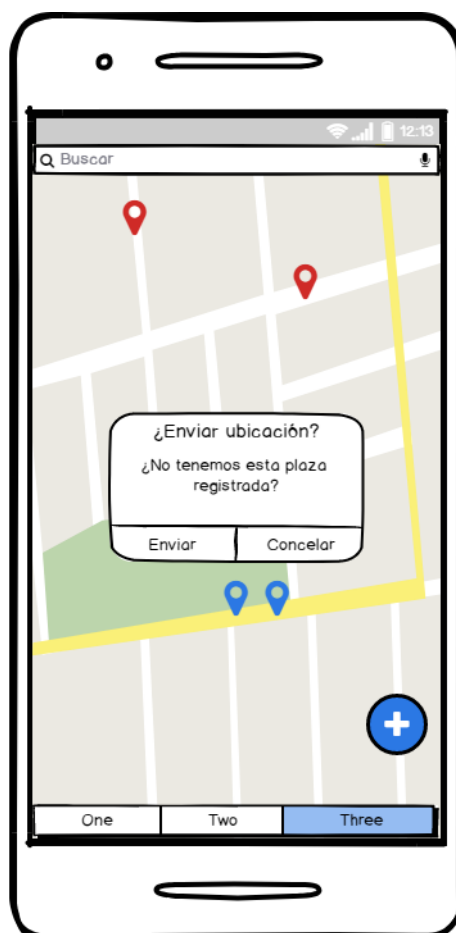 12:13
Buscar
¿Enviar ubicación?
¿No tenemos esta plaza
registrada?
Enviar Concelar
One Two Three